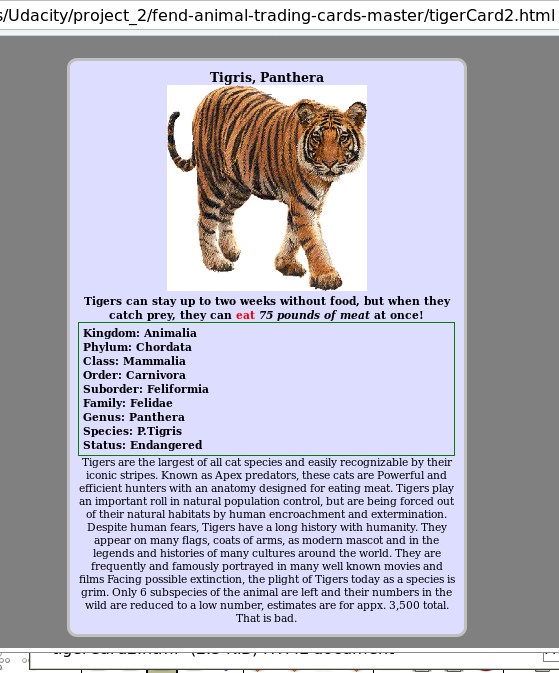 s/Udacity/project_2/fend-animal-trading-cards-master/tigerCard2.html
Tigris, Panthera
Tigers can stay up to two weeks without food, but when they
catch prey, they can eat 75 pounds of meat at once!
Kingdom: Animalia
Phylum: Chordata
Class: Mammalia
Order: Carnivora
Suborder: Feliformia
Family: Felidae
Genus: Panthera
Species: P.Tigris
Status: Endangered
Tigers are the largest of all cat species and easily recognizable by their
iconic stripes. Known as Apex predators, these cats are Powerful and
efficient hunters with an anatomy designed for eating meat. Tigers play
an important roll in natural population control, but are being forced out
of their natural habitats by human encroachment and extermination.
Despite human fears, Tigers have a long history with humanity. They
appear on many flags, coats of arms, as modern mascot and in the
legends and histories of many cultures around the world. They are
frequently and famously portrayed in many well known movies and
films Facing possible extinction, the plight of Tigers today as a species is
grim. Only 6 subspecies of the animal are left and their numbers in the
wild are reduced to a low number, estimates are for appx. 3,500 total.
That is bad.